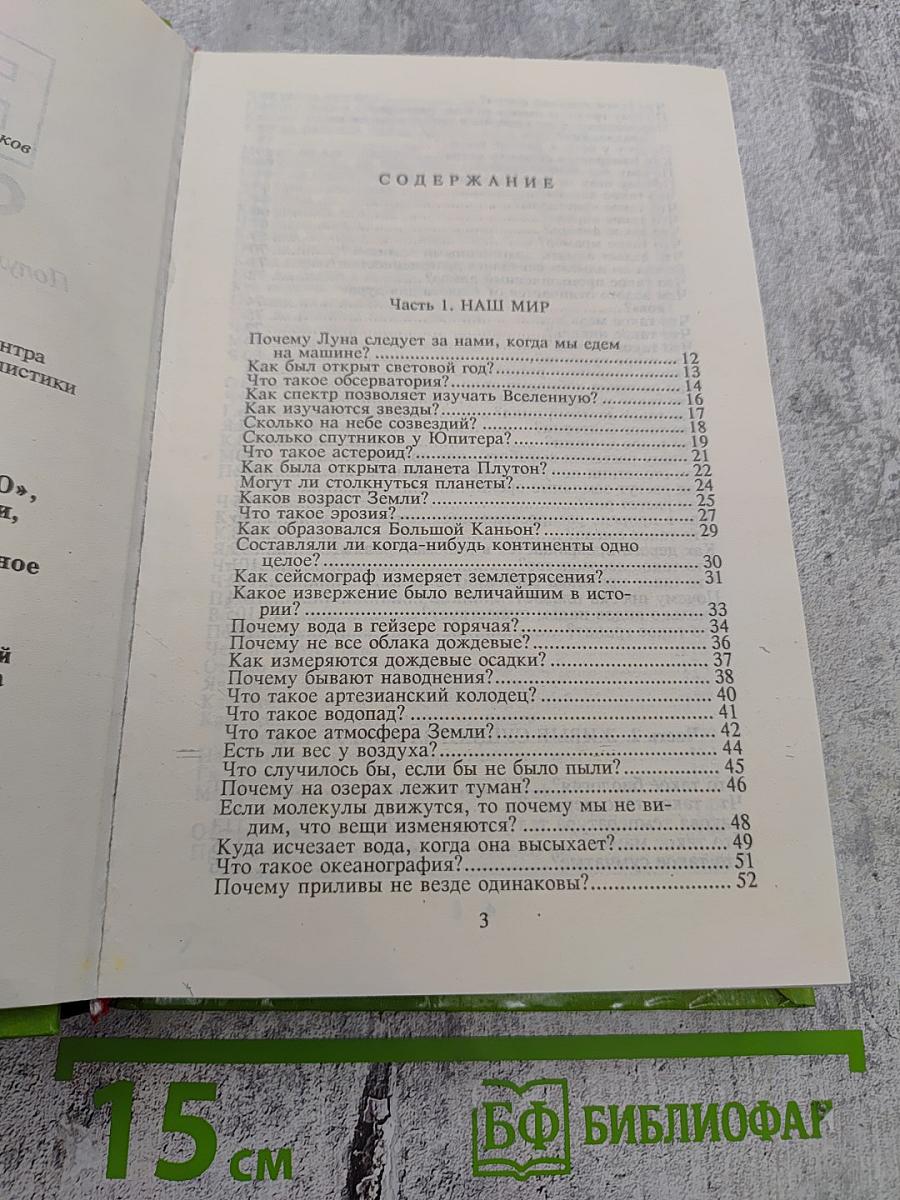 ков
Попул
нтра
листики
О»,
и,
ное
й
а
СОДЕРЖАНИЕ
Часть 1. НАШ МИР
Почему Луна следует за нами, когда мы едем
на машине? 12
Как был открыт световой год? 13
Что такое обсерватория? 14
Как спектр позволяет изучать Вселенную? 16
Как изучаются звезды? 17
Сколько на небе созвездий? 18
Сколько спутников у Юпитера? 19
Что такое астероид? 21
Как была открыта планета Плутон? 22
Могут ли столкнуться планеты? 24
Каков возраст Земли? 25
Что такое эрозия? 27
Как образовался Большой Каньон? 29
Составляли ли когда-нибудь континенты одно
целое? 30
Как сейсмограф измеряет землетрясения? 31
Какое извержение было величайшим в исто-
рии? 33
Почему вода в гейзере горячая? 34
Почему не все облака дождевые? 36
Как измеряются дождевые осадки? 37
Почему бывают наводнения? 38
Что такое артезианский колодец? 40
Что такое водопад? 41
Что такое атмосфера Земли? 42
Есть ли вес у воздуха? 44
Что случилось бы, если бы не было пыли? 45
Почему на озерах лежит туман? 46
Если молекулы движутся, то почему мы не ви-
дим, что вещи изменяются? 48
Куда исчезает вода, когда она высыхает? 49
Что такое океанография? 51
Почему приливы не везде одинаковы? 52
3
15 см
БФ БИБЛИОФАГ